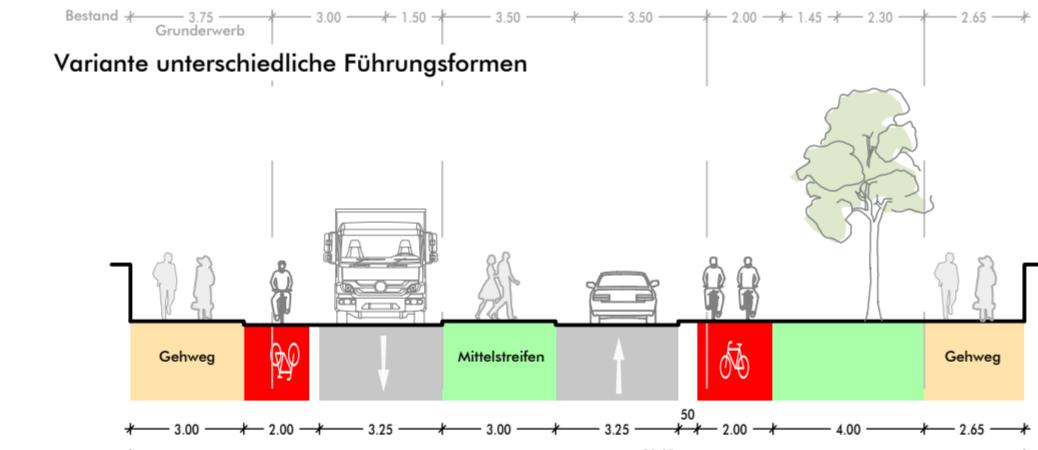 Bestand 3.75 3.00 1.50 3.50 3.50 2.00 1.45 2.30 2.65
Grunderwerb
Variante unterschiedliche Führungsformen
Gehweg Mittelstreifen Gehweg
50
3.00 2.00 3.25 3.00 3.25 2.00 4.00 2.65